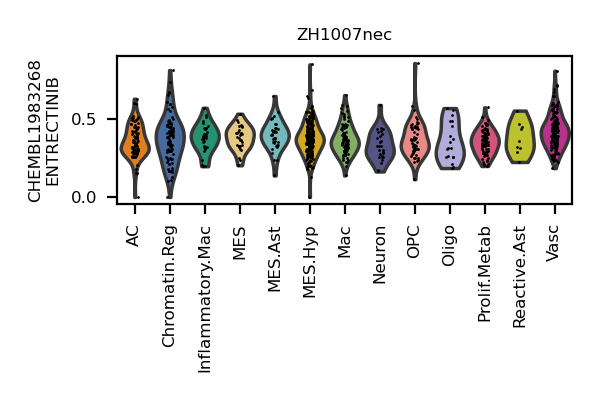 ZH1007nec
CHEMBL1983268
ENTRECTINIB
0.5
0.0
AC
Chromatin.Reg
Inflammatory.Mac
MES
MES.Ast
MES.Hyp
Mac
Neuron
OPC
Oligo
Prolif.Metab
Reactive.Ast
Vasc